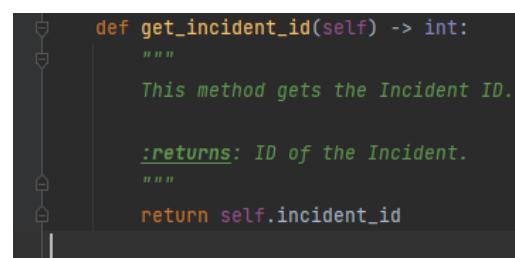 def get_incident_id(self) -> int:
"""
This method gets the Incident ID.
:returns: ID of the Incident.
"""
return self.incident_id